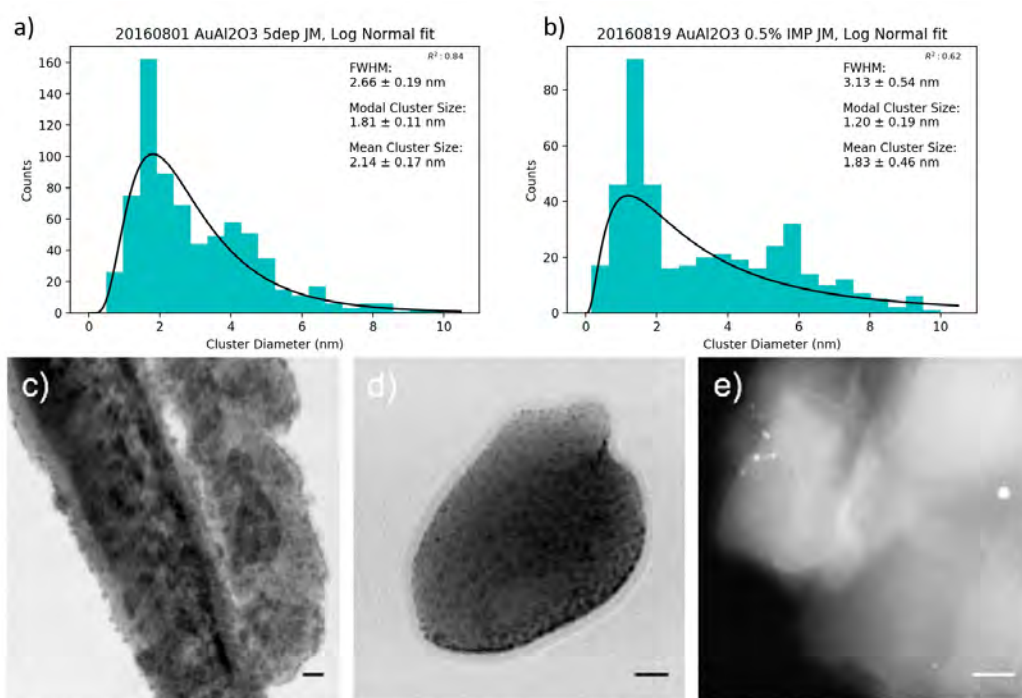 a)
20160801 AuAl2O3 5dep JM, Log Normal fit
R²: 0.84
FWHM:
2.66 ± 0.19 nm
Modal Cluster Size:
1.81 ± 0.11 nm
Mean Cluster Size:
2.14 ± 0.17 nm
160
140
120
100
80
60
40
20
0
Counts
0 2 4 6 8 10
Cluster Diameter (nm)
b)
20160819 AuAl2O3 0.5% IMP JM, Log Normal fit
R²: 0.62
FWHM:
3.13 ± 0.54 nm
Modal Cluster Size:
1.20 ± 0.19 nm
Mean Cluster Size:
1.83 ± 0.46 nm
80
60
40
20
0
Counts
0 2 4 6 8 10
Cluster Diameter (nm)
c)
d)
e)